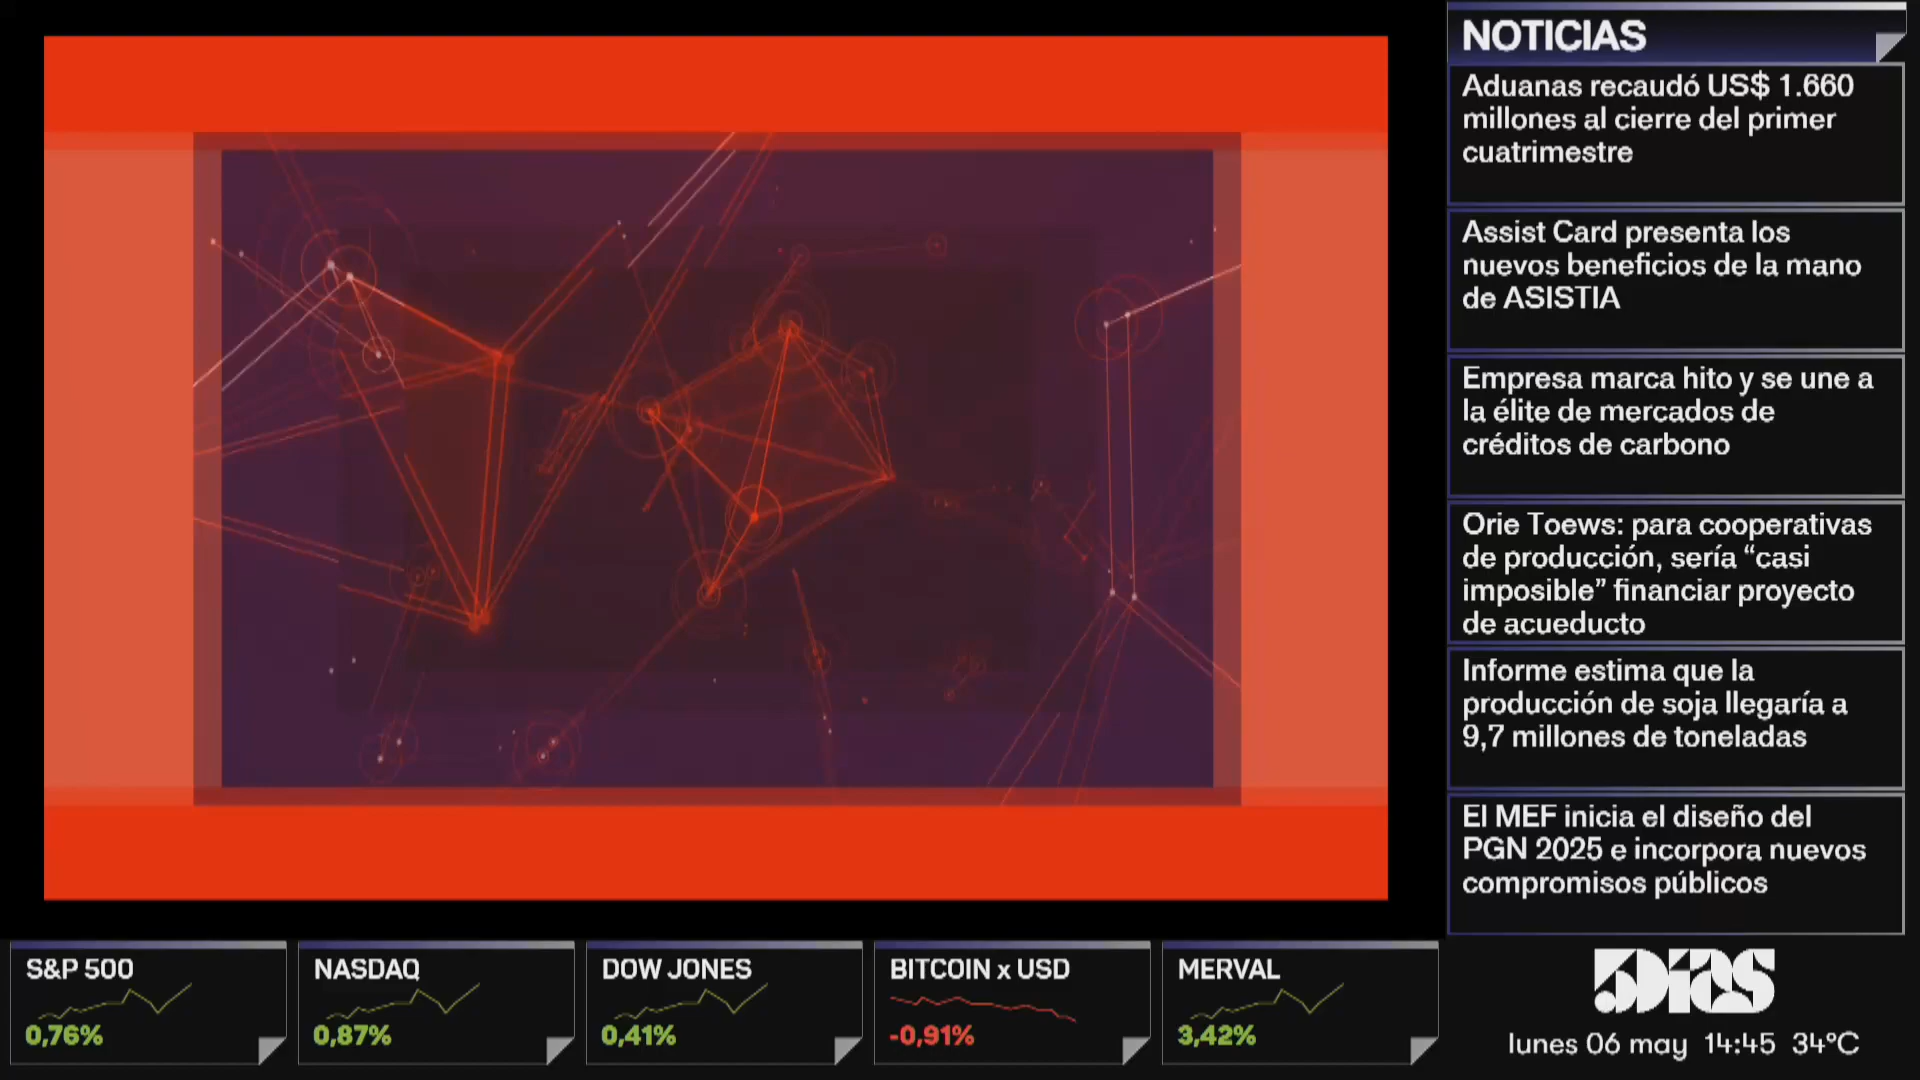 NOTICIAS
Aduanas recaudó US$ 1.660
millones al cierre del primer
cuatrimestre
Assist Card presenta los
nuevos beneficios de la mano
de ASISTIA
Empresa marca hito y se une a
la élite de mercados de
créditos de carbono
Orie Toews: para cooperativas
de producción, sería “casi
imposible” financiar proyecto
de acueducto
Informe estima que la
producción de soja llegaría a
9,7 millones de toneladas
El MEF inicia el diseño del
PGN 2025 e incorpora nuevos
compromisos públicos
S&P 500
0,76%
NASDAQ
0,87%
DOW JONES
0,41%
BITCOIN x USD
-0,91%
MERVAL
3,42%
5Días
lunes 06 may 14:45 34°C